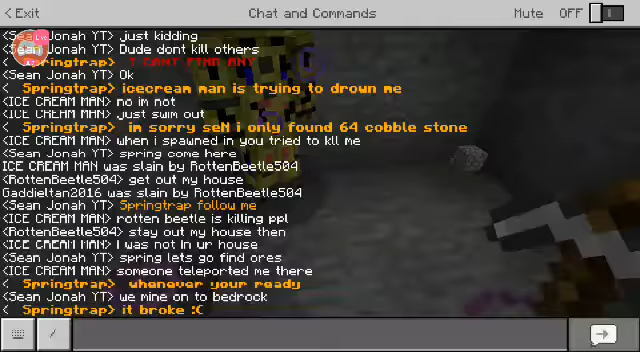 < Exit
Chat and Commands
Mute OFF
<Sean Jonah YT> just kidding
<Sean Jonah YT> Dude dont kill others
< Springtrap> I CANT FIND ANY
<Sean Jonah YT> Ok
< Springtrap> icecream man is trying to drown me
<ICE CREAM MAN> no im not
<ICE CREAM MAN> just swim out
< Springtrap> im sorry seN i only found 64 cobble stone
<ICE CREAM MAN> when i spawned in you tried to kll me
<Sean Jonah YT> spring come here
ICE CREAM MAN was slain by RottenBeetle504
<RottenBeetle504> get out my house
Gaddieltan2016 was slain by RottenBeetle504
<Sean Jonah YT> Springtrap follow me
<ICE CREAM MAN> rotten beetle is killing ppl
<RottenBeetle504> stay out my house then
<ICE CREAM MAN> I was not In ur house
<Sean Jonah YT> spring lets go find ores
<ICE CREAM MAN> someone teleported me there
< Springtrap> whenever your ready
<Sean Jonah YT> we mine on to bedrock
< Springtrap> it broke :C
/